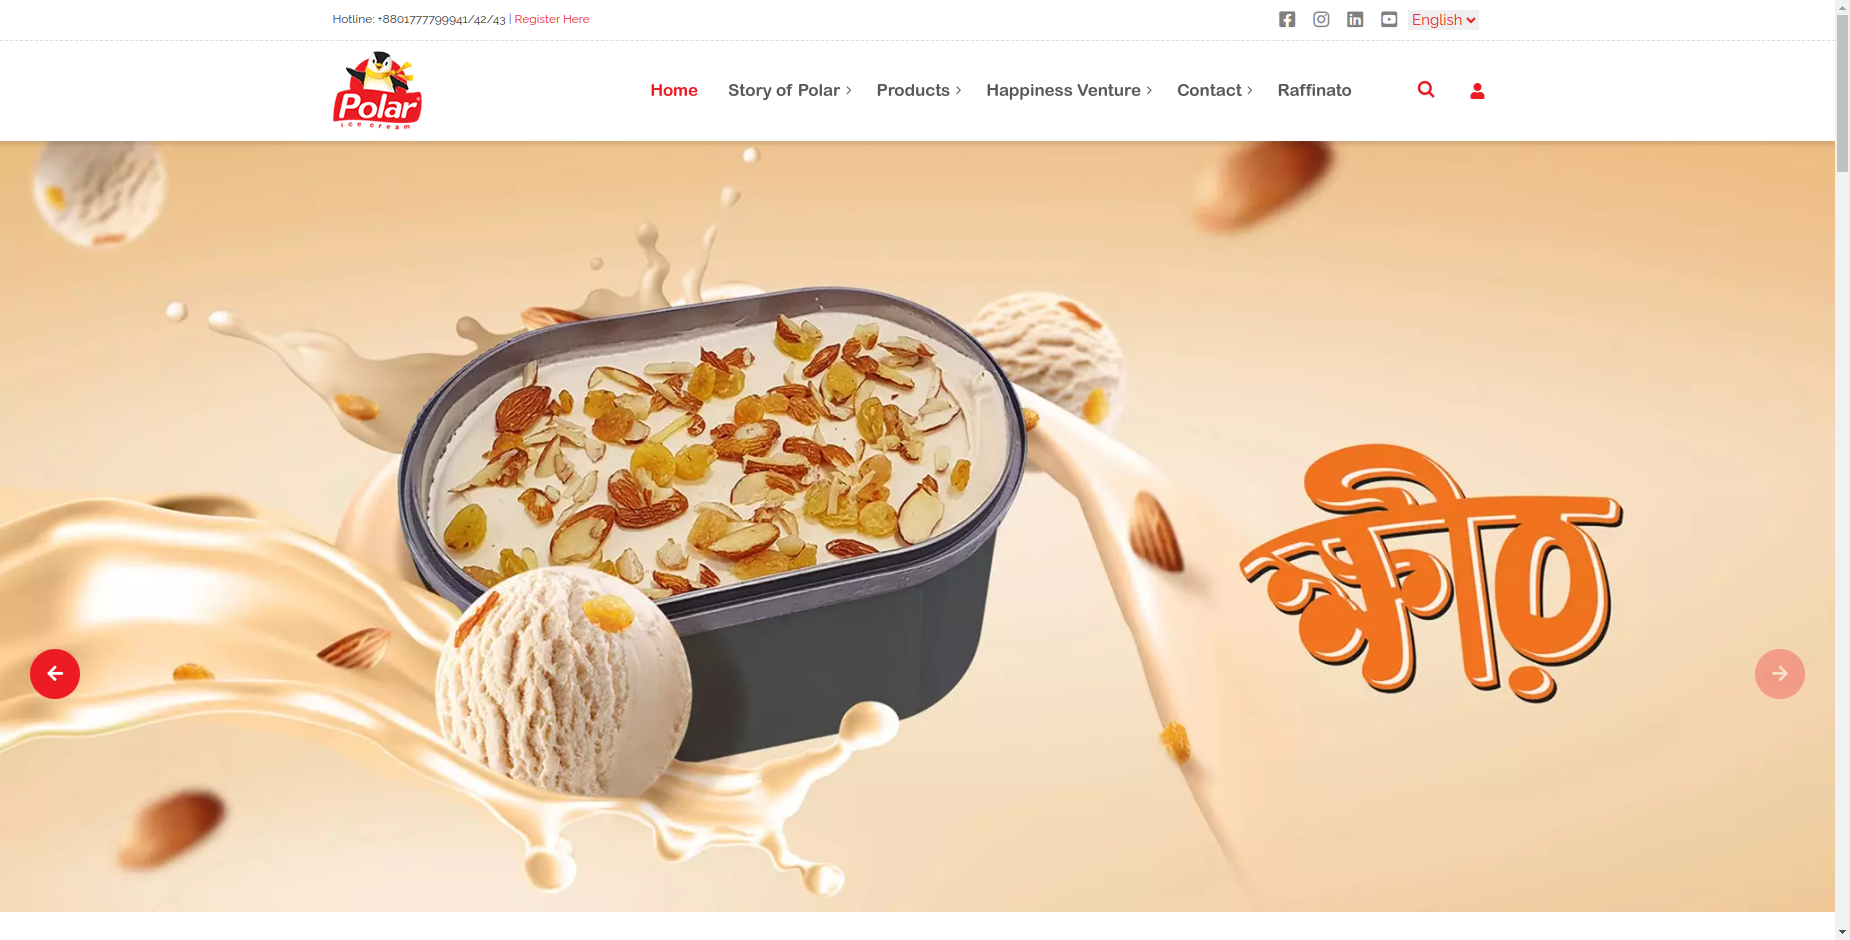 Hotline: +8801777799941/42/43 | Register Here
English
Polar
ice cream
Home
Story of Polar
Products
Happiness Venture
Contact
Raffinato
ক্ষীড়